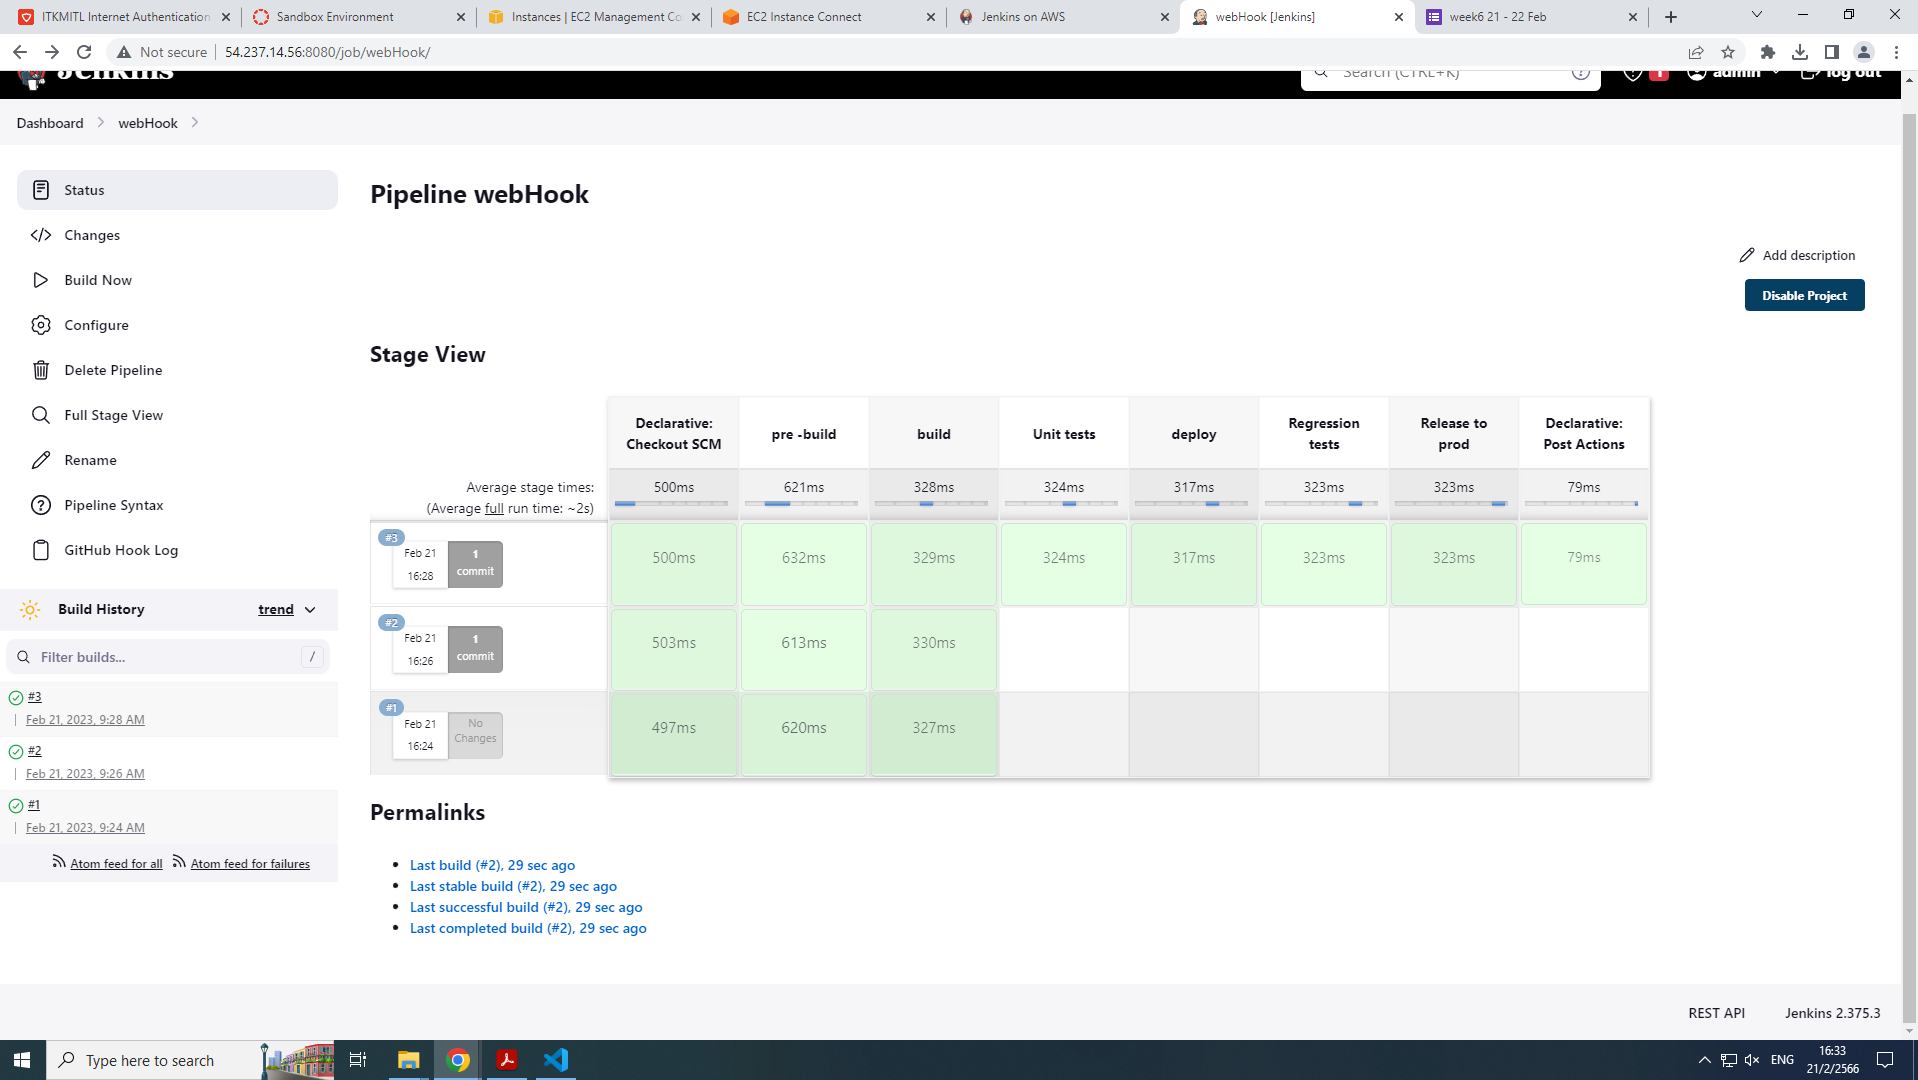 ITKMITL Internet Authentication
Sandbox Environment
Instances | EC2 Management Co
EC2 Instance Connect
Jenkins on AWS
webHook [Jenkins]
week6 21 - 22 Feb
Not secure
54.237.14.56:8080/job/webHook/
Jenkins
Search (CTRL+K)
1
admin
log out
Dashboard
webHook
Status
Changes
Build Now
Configure
Delete Pipeline
Full Stage View
Rename
Pipeline Syntax
GitHub Hook Log
Build History
trend
Filter builds...
/
#3
Feb 21, 2023, 9:28 AM
#2
Feb 21, 2023, 9:26 AM
#1
Feb 21, 2023, 9:24 AM
Atom feed for all
Atom feed for failures
Pipeline webHook
Add description
Disable Project
Stage View
Declarative: Checkout SCM
pre -build
build
Unit tests
deploy
Regression tests
Release to prod
Declarative: Post Actions
Average stage times:
(Average full run time: ~2s)
500ms
621ms
328ms
324ms
317ms
323ms
323ms
79ms
#3
Feb 21
16:28
1
commit
500ms
632ms
329ms
324ms
317ms
323ms
323ms
79ms
#2
Feb 21
16:26
1
commit
503ms
613ms
330ms
#1
Feb 21
16:24
No
Changes
497ms
620ms
327ms
Permalinks
Last build (#2), 29 sec ago
Last stable build (#2), 29 sec ago
Last successful build (#2), 29 sec ago
Last completed build (#2), 29 sec ago
REST API
Jenkins 2.375.3
Type here to search
ENG
16:33
21/2/2566